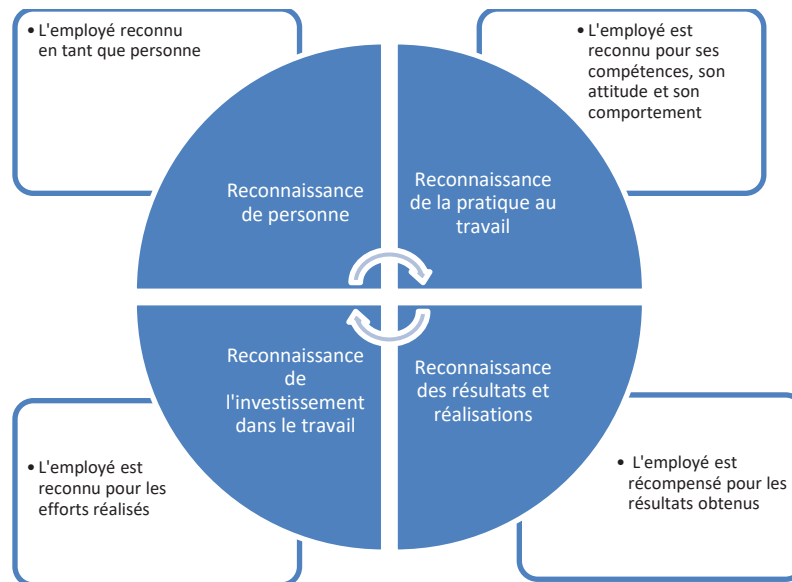 • L'employé reconnu
en tant que personne
• L'employé est
reconnu pour ses
compétences, son
attitude et son
comportement
Reconnaissance
de personne
Reconnaissance
de la pratique au
travail
Reconnaissance
de
l'investissement
dans le travail
Reconnaissance
des résultats et
réalisations
• L'employé est
reconnu pour les
efforts réalisés
• L'employé est
récompensé pour les
résultats obtenus